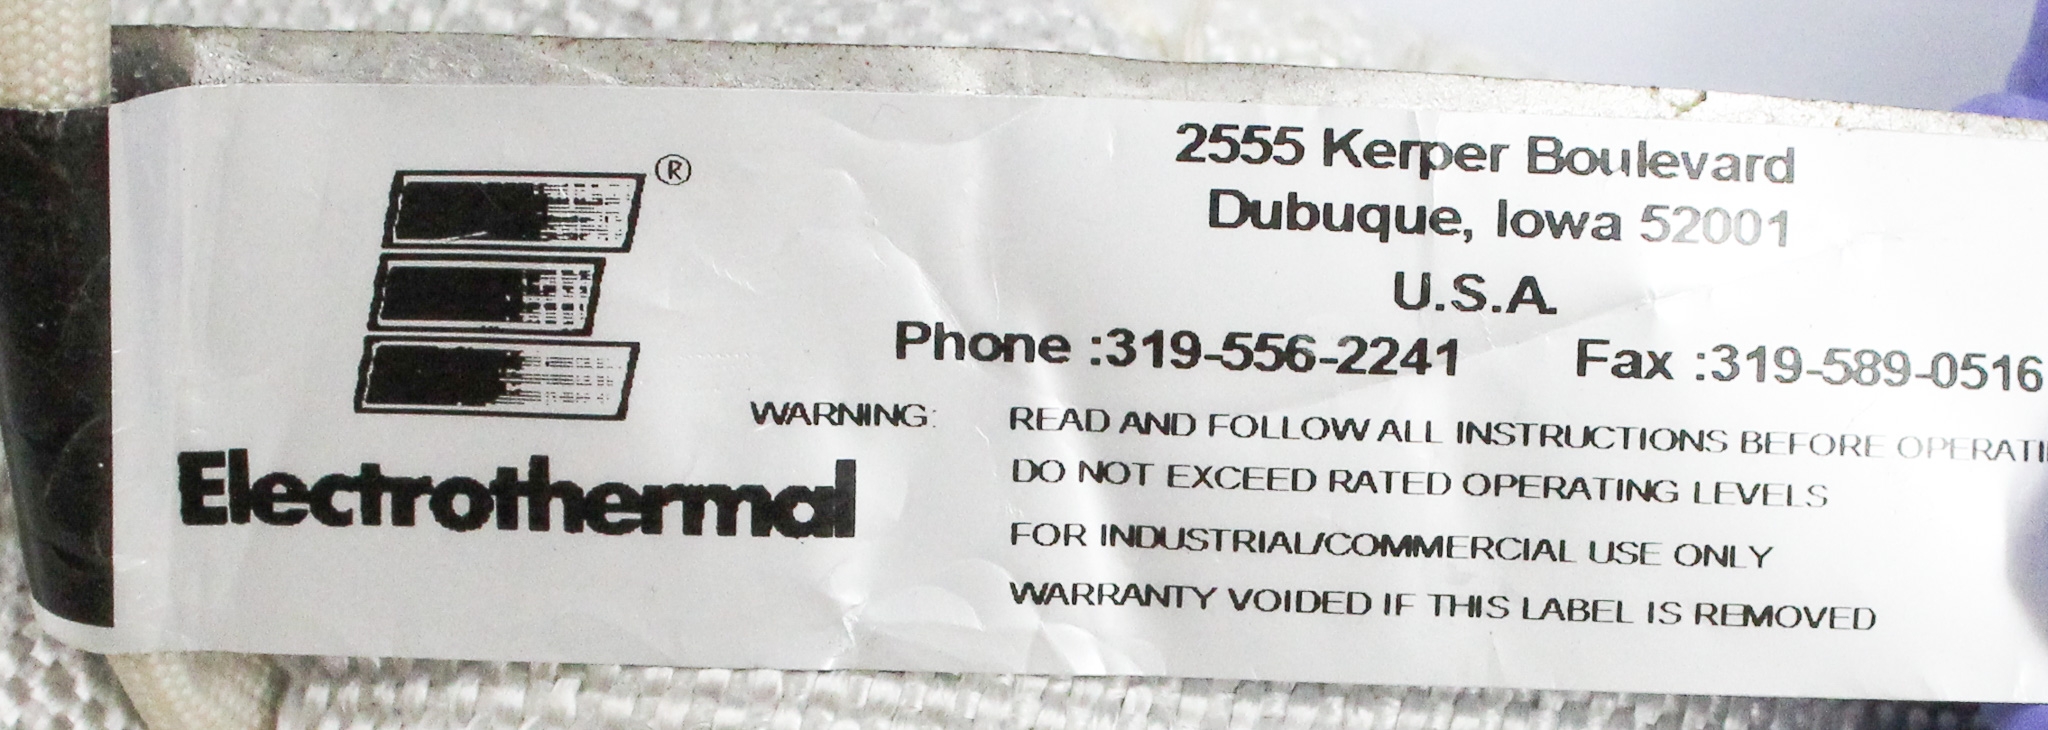 ®
Electrothermal
2555 Kerper Boulevard
Dubuque, Iowa 52001
U.S.A.
Phone :319-556-2241 Fax :319-589-0516
WARNING: READ AND FOLLOW ALL INSTRUCTIONS BEFORE OPERATI
DO NOT EXCEED RATED OPERATING LEVELS
FOR INDUSTRIAL/COMMERCIAL USE ONLY
WARRANTY VOIDED IF THIS LABEL IS REMOVED